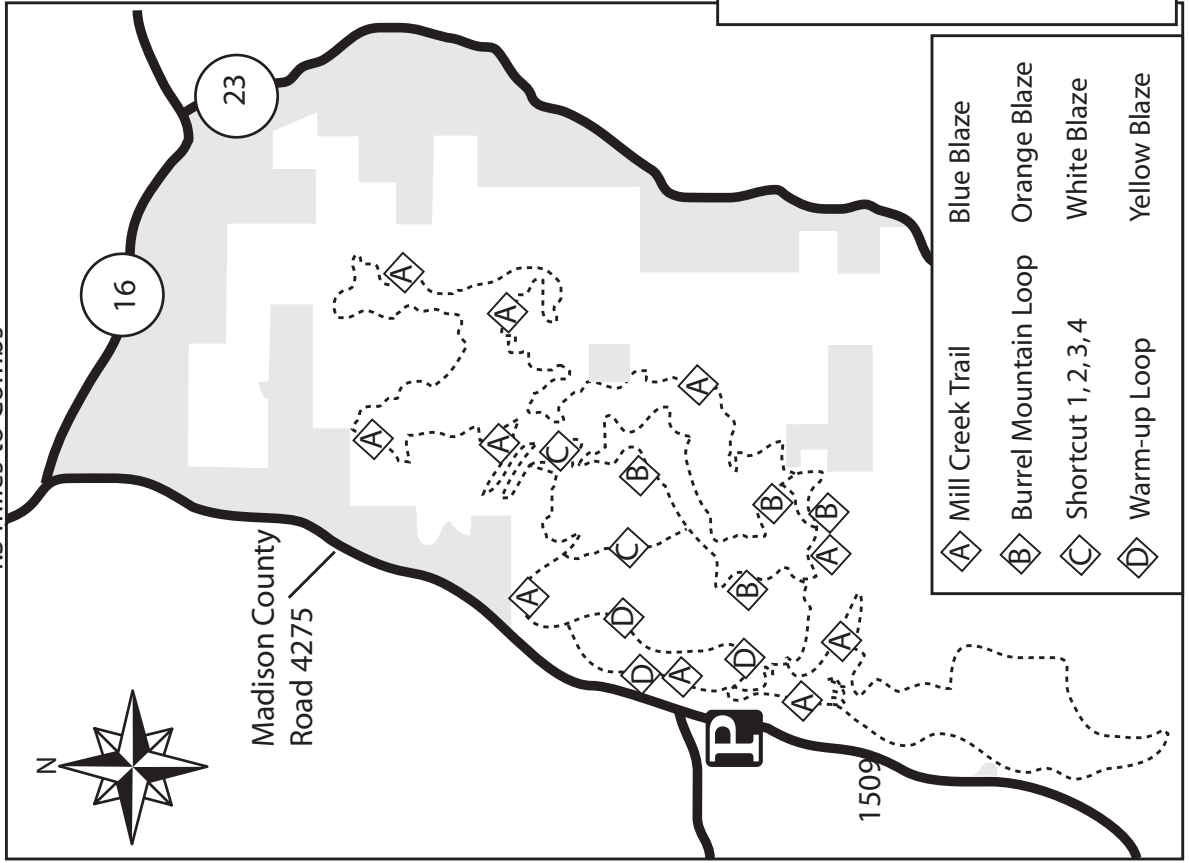 N
16
23
Madison County
Road 4275
A
A
A
A
C
A
B
B
B
C
A
A
B
D
D
A
D
A
A
P
1509
A Mill Creek Trail Blue Blaze
B Burrel Mountain Loop Orange Blaze
C Shortcut 1, 2, 3, 4 White Blaze
D Warm-up Loop Yellow Blaze